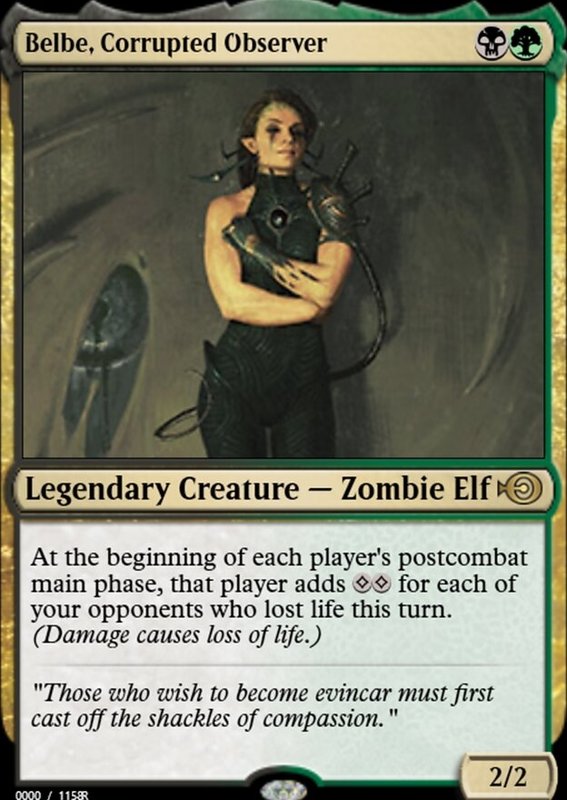 Belbe, Corrupted Observer
Legendary Creature — Zombie Elf
At the beginning of each player's postcombat
main phase, that player adds for each of
your opponents who lost life this turn.
(Damage causes loss of life.)
"Those who wish to become evincar must first
cast off the shackles of compassion."
2/2
0000 / 1158R